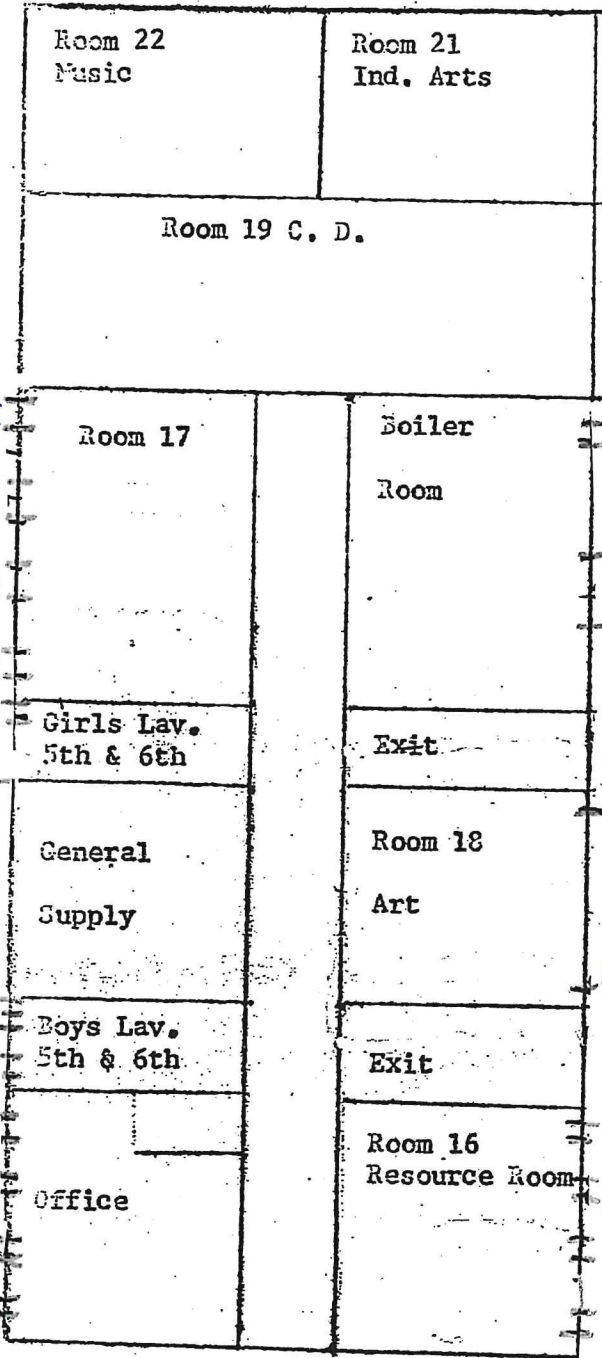 Room 22
Music
Room 21
Ind. Arts
Room 19 C. D.
Room 17
Boiler
Room
Girls Lav.
5th & 6th
Exit
General
Supply
Room 18
Art
Boys Lav.
5th & 6th
Exit
Office
Room 16
Resource Room